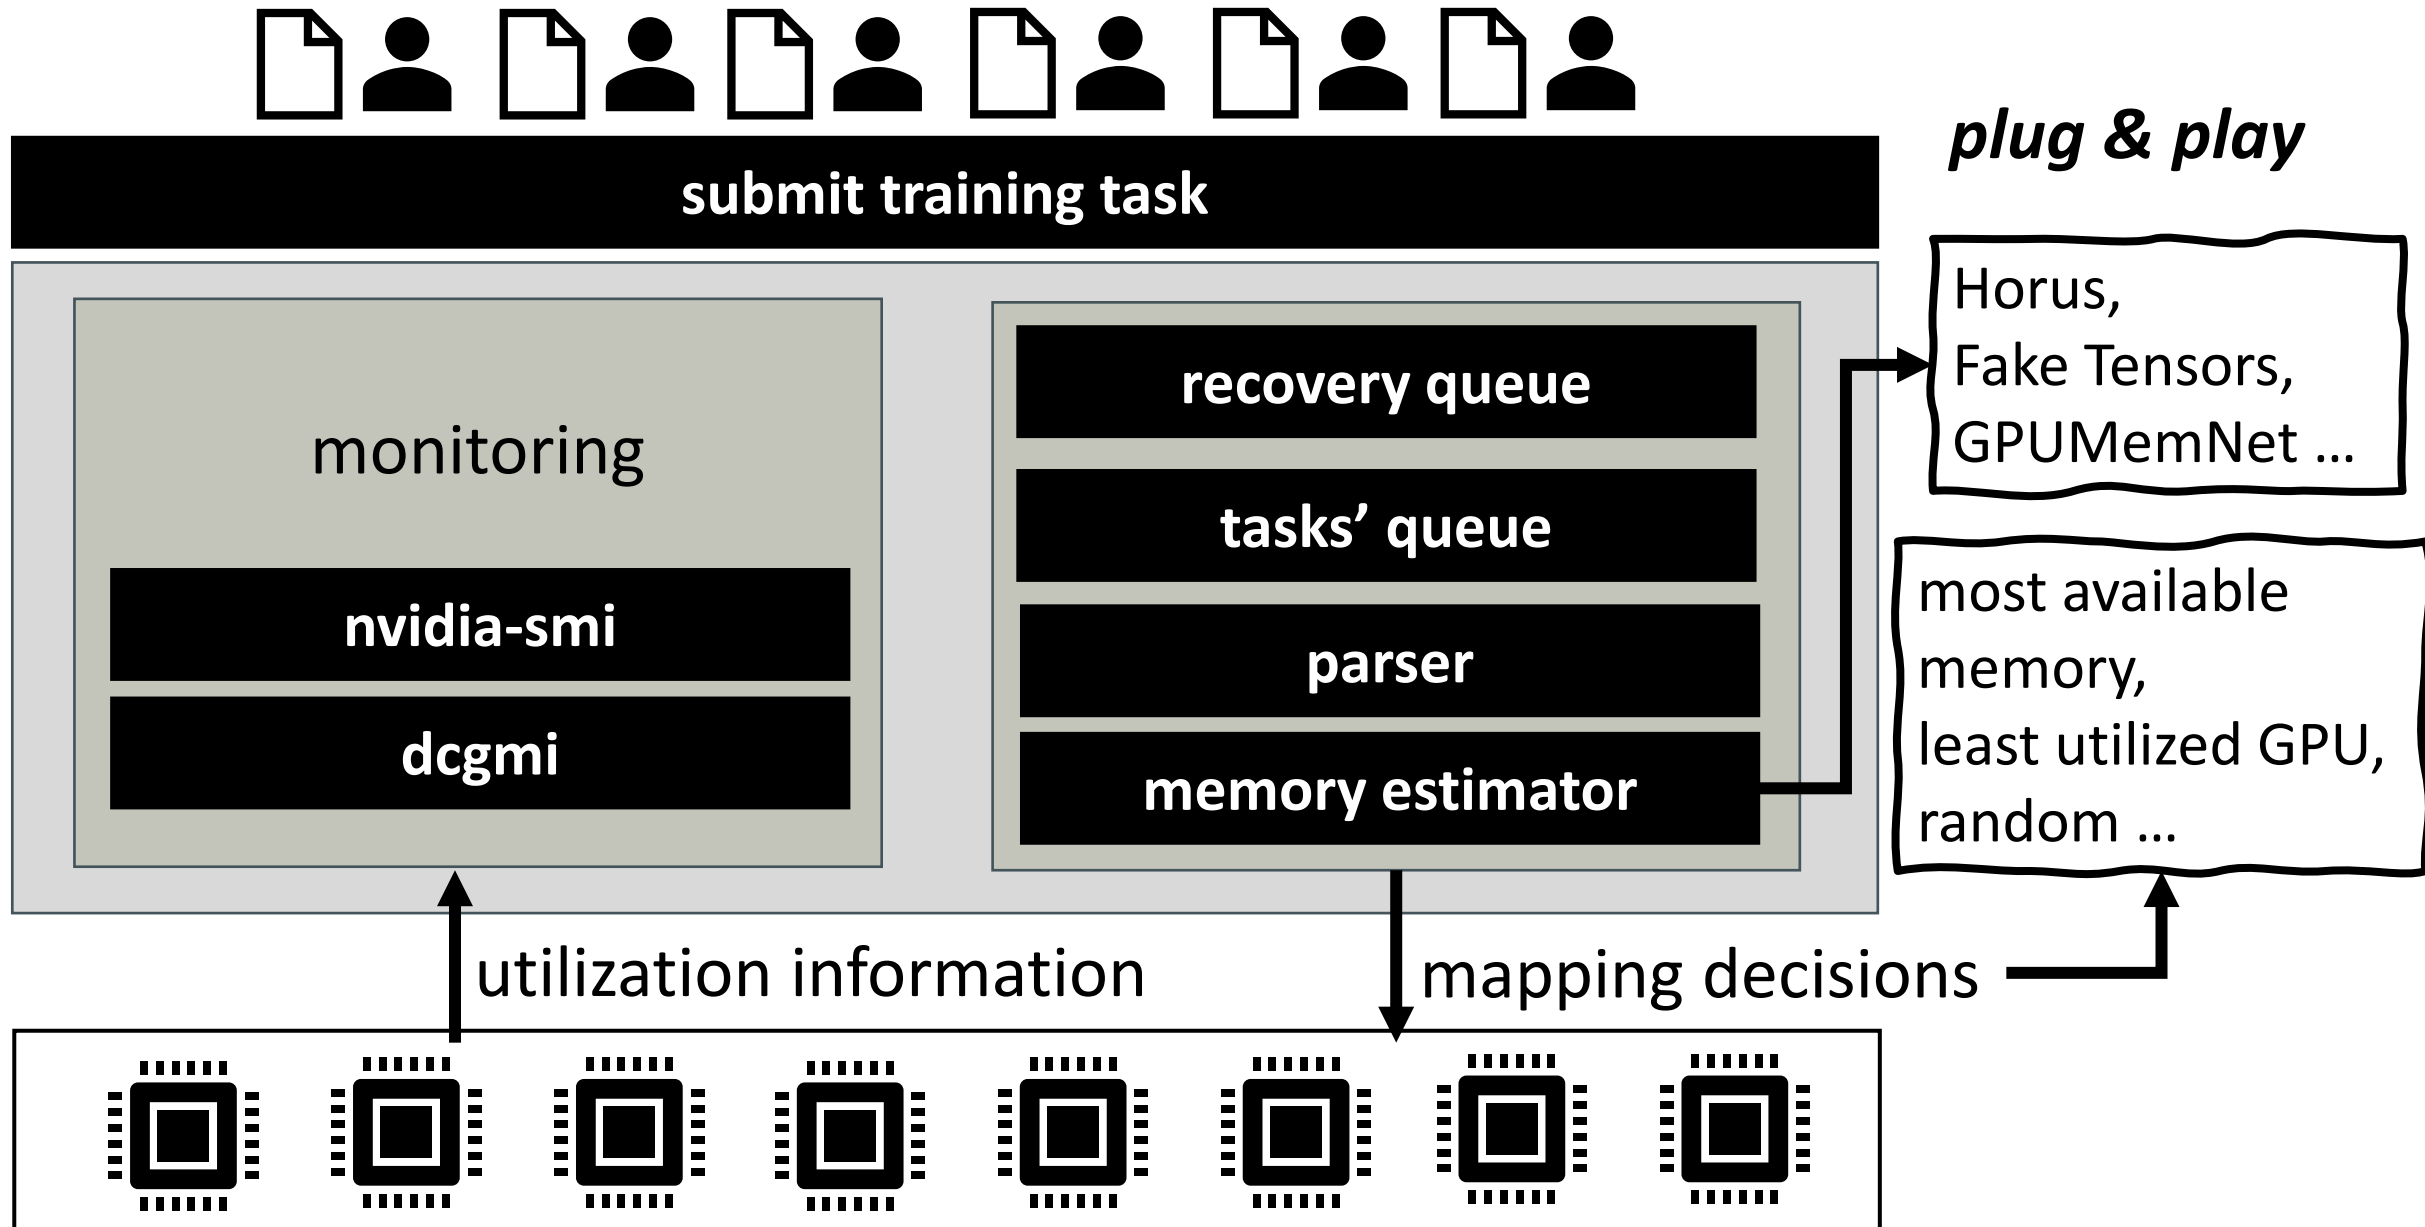 plug & play
submit training task
monitoring
nvidia-smi
dcgmi
recovery queue
tasks’ queue
parser
memory estimator
Horus,
Fake Tensors,
GPUMemNet ...
most available
memory,
least utilized GPU,
random ...
utilization information
mapping decisions